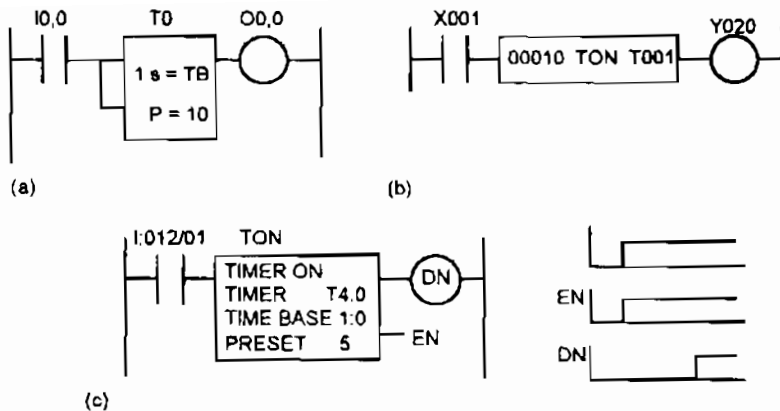 I0,0 T0 O0,0
1 s = TB
P = 10
(a)
X001 Y020
00010 TON T001
(b)
I:012/01 TON
TIMER ON
TIMER T4.0
TIME BASE 1:0
PRESET 5
DN
EN
(c)
EN
DN